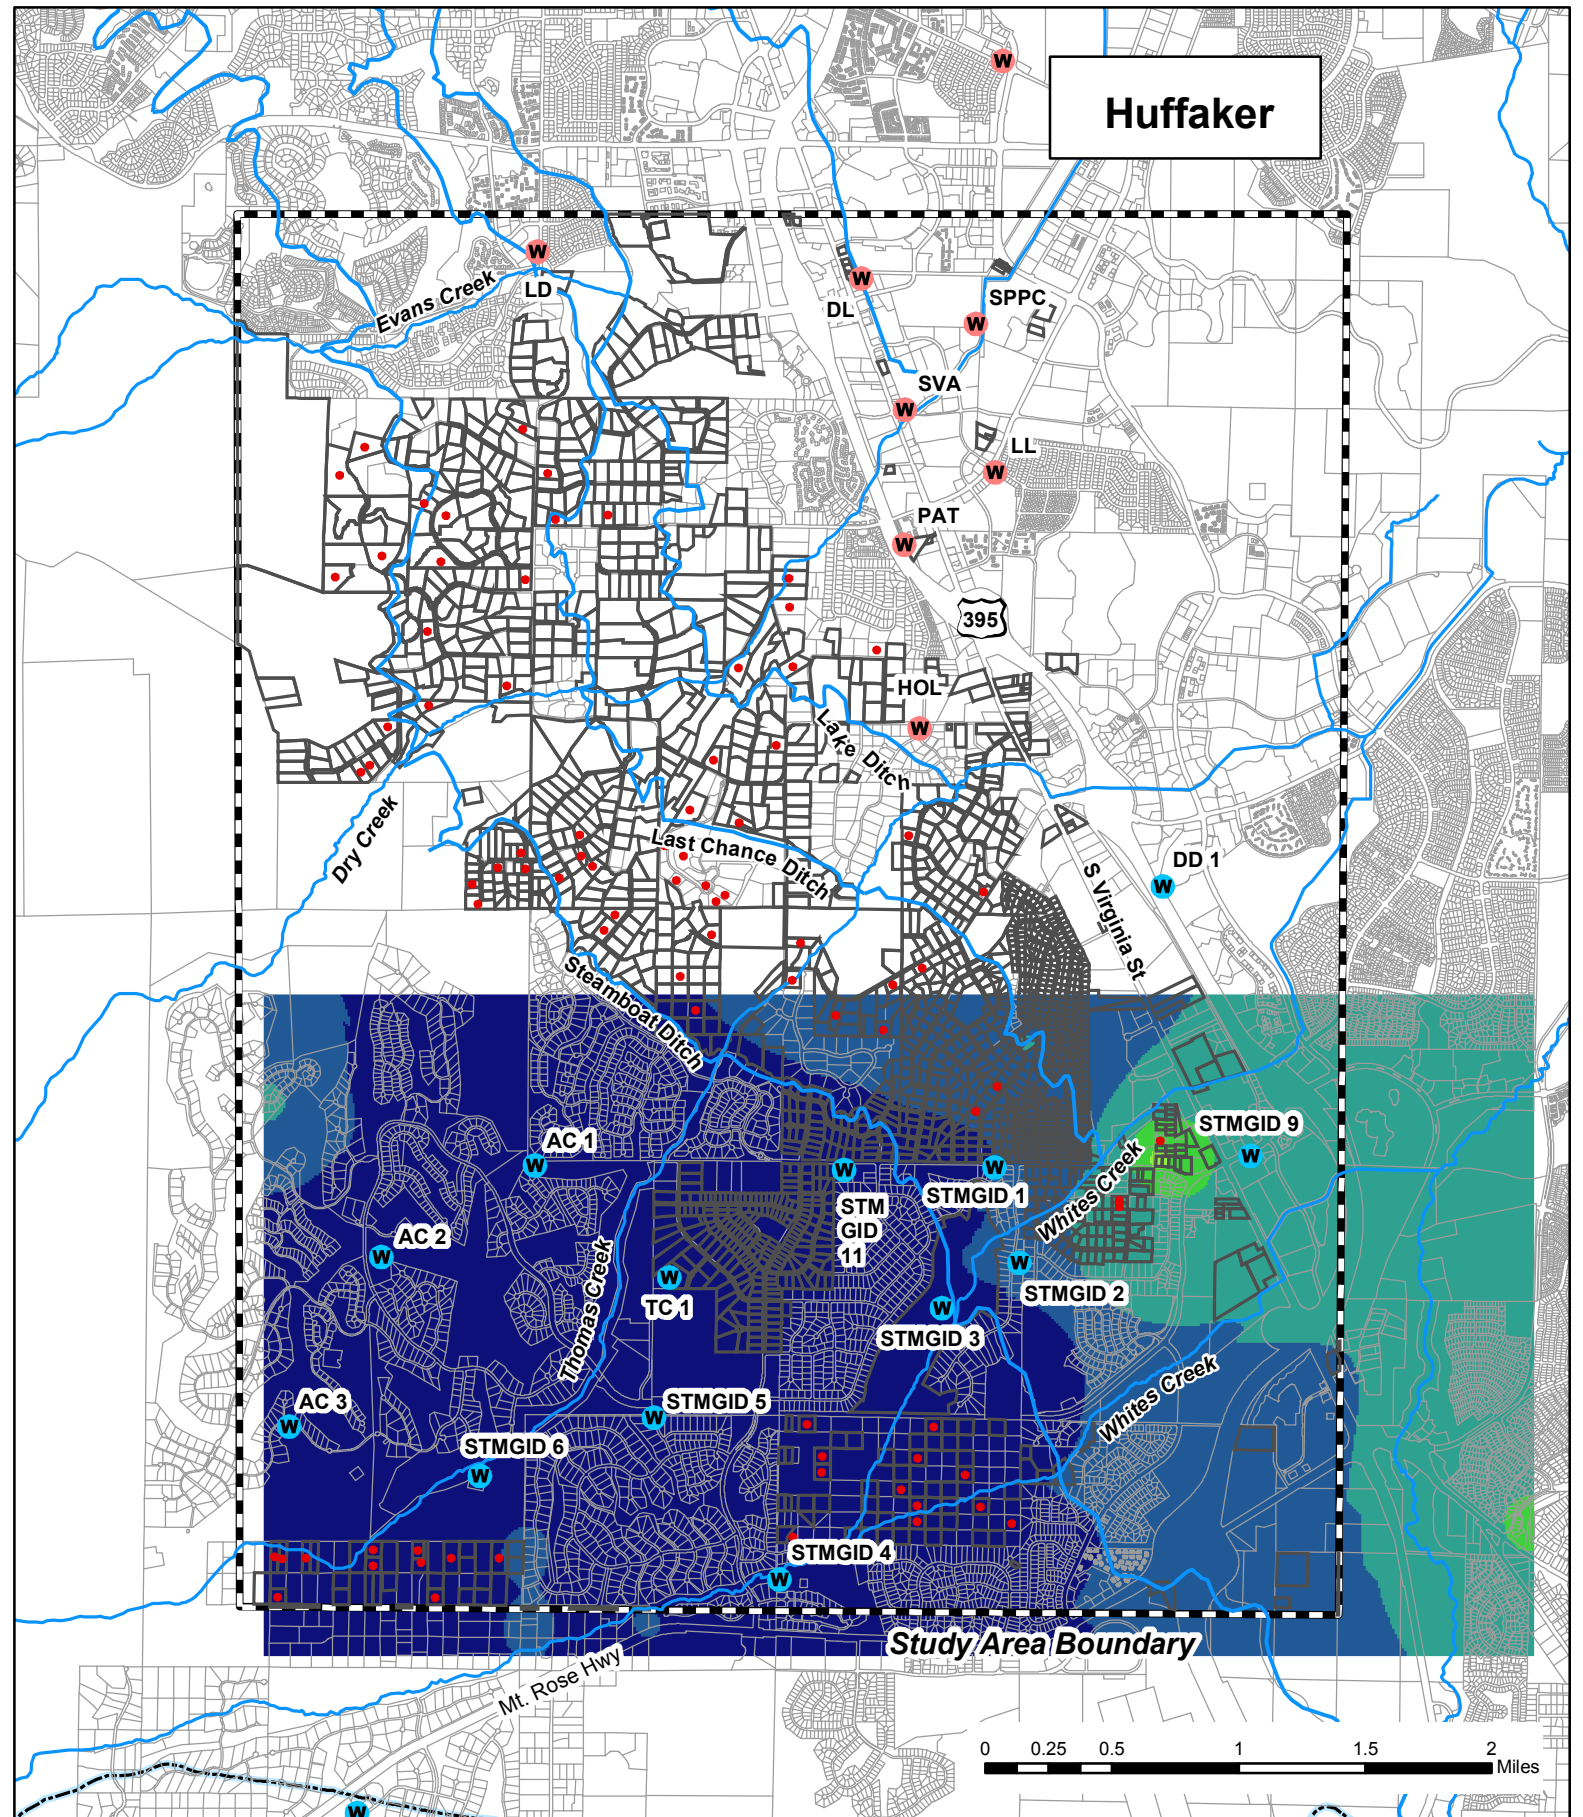 W
Huffaker
W
LD
Evans Creek
W
DL
SPPC
W
SVA
W
LL
W
PAT
W
395
HOL
W
Lake Ditch
Dry Creek
Last Chance Ditch
DD 1
W
S Virginia St
Steamboat Ditch
STMGID 9
W
AC 1
W
W
STM
GID
11
W
STMGID 1
Whites Creek
AC 2
W
Thomas Creek
W
TC 1
W
STMGID 2
W
STMGID 3
Whites Creek
AC 3
W
STMGID 5
W
STMGID 6
W
STMGID 4
W
Study Area Boundary
Mt. Rose Hwy
0 0.25 0.5 1 1.5 2
Miles
W